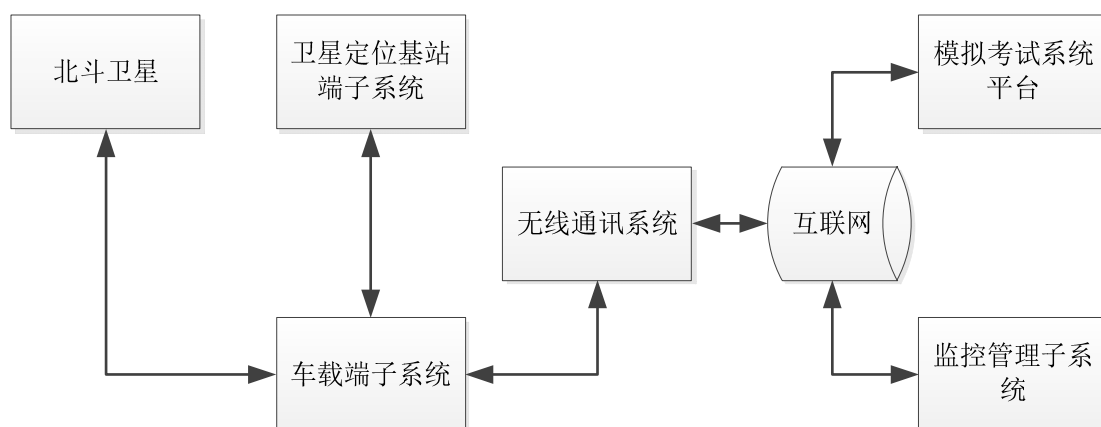 北斗卫星
卫星定位基站
端子系统
模拟考试系统
平台
无线通讯系统
互联网
车载端子系统
监控管理子系
统